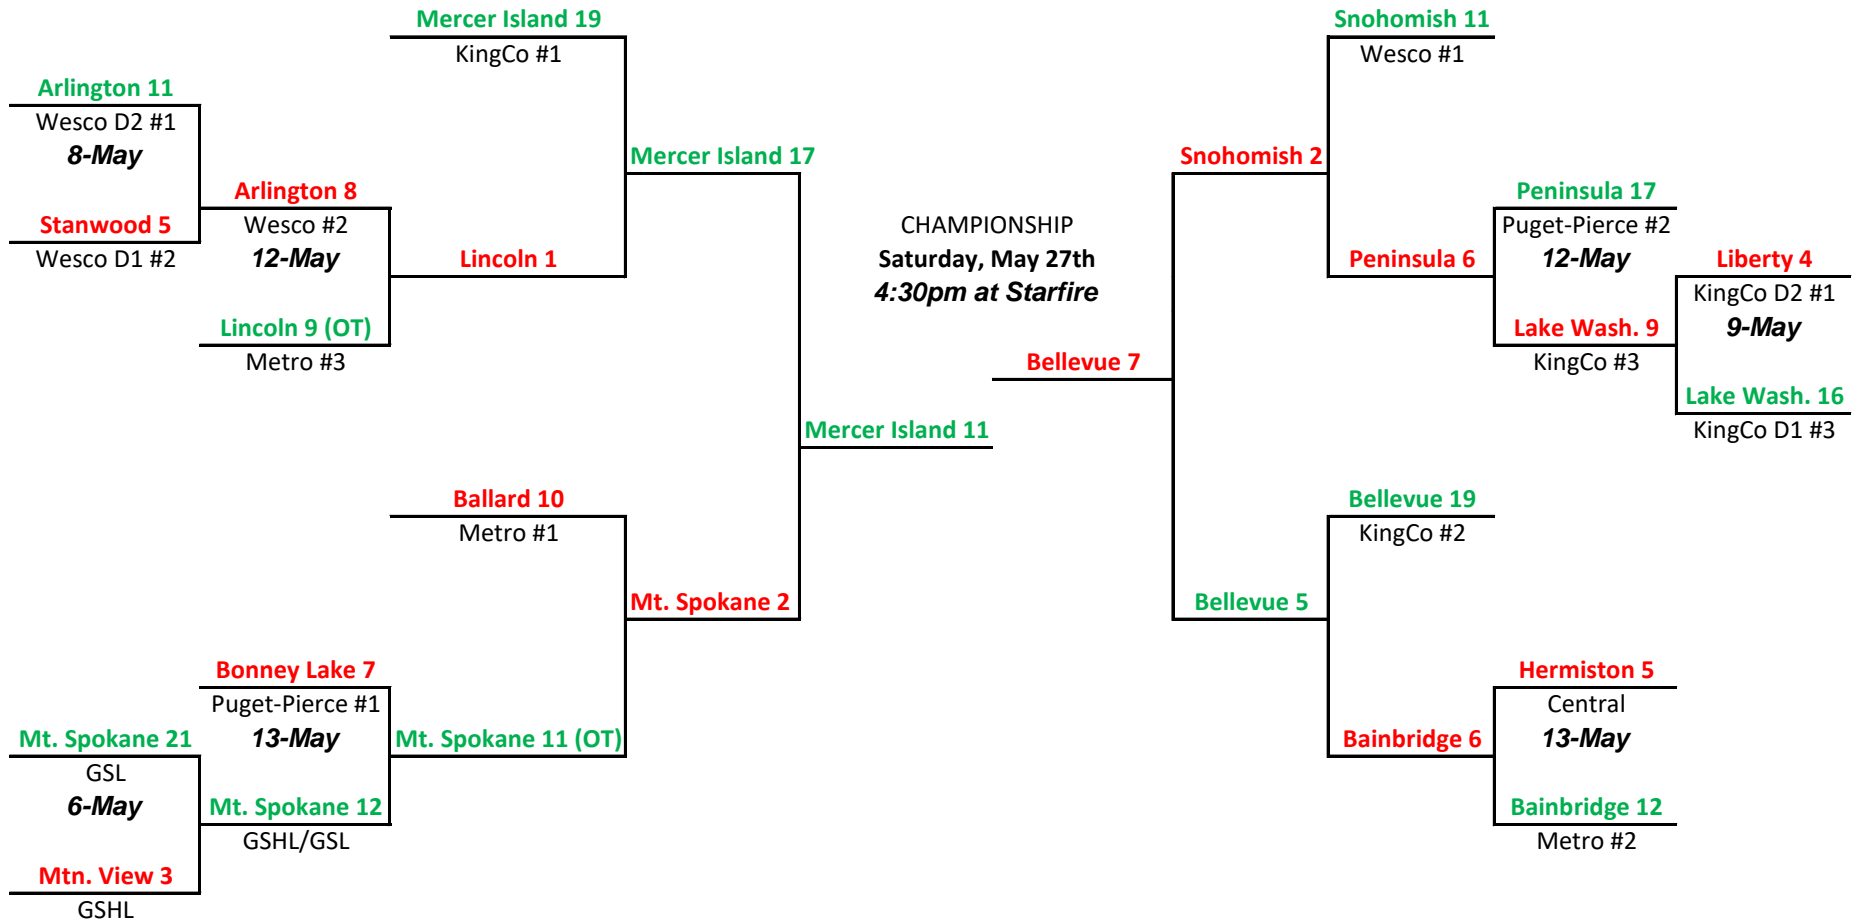 Mercer Island 19
KingCo #1
Snohomish 11
Wesco #1
Arlington 11
Wesco D2 #1
8-May
Stanwood 5
Wesco D1 #2
Arlington 8
Wesco #2
12-May
Lincoln 9 (OT)
Metro #3
Lincoln 1
Mercer Island 17
CHAMPIONSHIP
Saturday, May 27th
4:30pm at Starfire
Snohomish 2
Peninsula 6
Peninsula 17
Puget-Pierce #2
12-May
Lake Wash. 9
KingCo #3
Liberty 4
KingCo D2 #1
9-May
Lake Wash. 16
KingCo D1 #3
Bellevue 7
Mercer Island 11
Ballard 10
Metro #1
Mt. Spokane 2
Bonney Lake 7
Puget-Pierce #1
13-May
Mt. Spokane 12
GSHL/GSL
Mt. Spokane 11 (OT)
Mt. Spokane 21
GSL
6-May
Mtn. View 3
GSHL
Bellevue 19
KingCo #2
Bellevue 5
Bainbridge 6
Hermiston 5
Central
13-May
Bainbridge 12
Metro #2